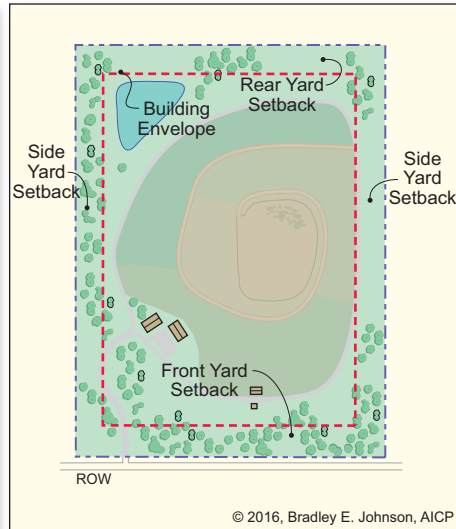 Rear Yard
Setback
Building
Envelope
Side
Yard
Setback
Side
Yard
Setback
Front Yard
Setback
ROW
© 2016, Bradley E. Johnson, AICP